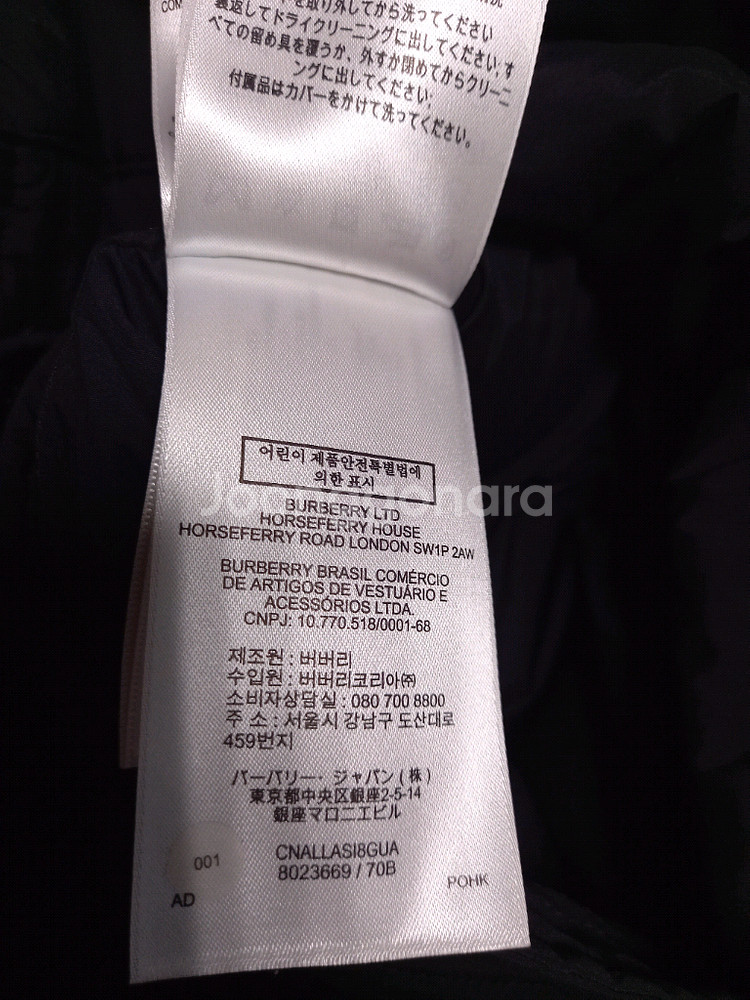 COM
を取り外してから洗ってください
裏返してドライクリーニングに出してください;す
べての留め具を覆うか、外すか閉めてからクリーニ
ングに出してください;
付属品はカバーをかけて洗ってください。
어린이 제품안전특별법에
의한 표시
BURBERRY LTD
HORSEFERRY HOUSE
HORSEFERRY ROAD LONDON SW1P 2AW
BURBERRY BRASIL COMÉRCIO
DE ARTIGOS DE VESTUÁRIO E
ACESSÓRIOS LTDA.
CNPJ: 10.770.518/0001-68
제조원 : 버버리
수입원 : 버버리코리아㈜
소비자상담실 : 080 700 8800
주 소 : 서울시 강남구 도산대로
459번지
バーバリー・ジャパン ( 株 )
東京都中央区銀座2-5-14
銀座マロニエビル
CNALLASI8GUA
8023669 / 70B
001
AD
POHK